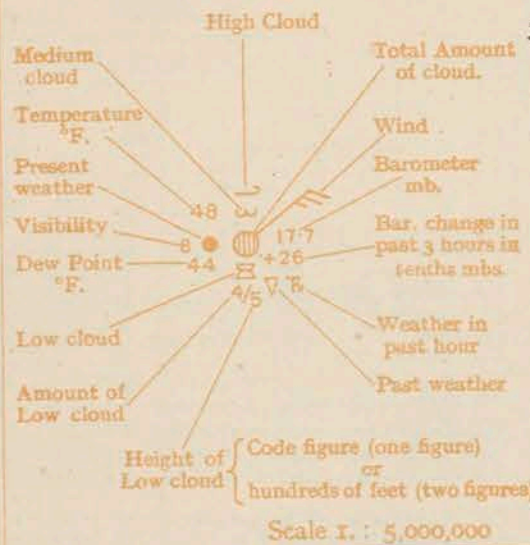 High Cloud
Medium
cloud
Total Amount
of cloud.
Temperature
°F.
Wind
Present
weather
Barometer
mb.
48
Visibility
8
17·7
Bar. change in
past 3 hours in
tenths mbs.
+26
Dew Point
°F.
44
4/5
Low cloud
Weather in
past hour
Amount of
Low cloud
Past weather
Height of
Low cloud
Code figure (one figure)
or
hundreds of feet (two figures)
Scale 1. : 5,000,000